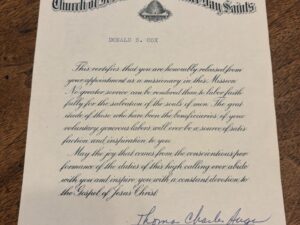 Church of Day Saints
DONALD S. COX
This certifies that you are honorably released from
your appointment as a missionary in this Mission
No greater service can be rendered than to labor faith
fully for the salvation of the souls of men. The grat
itude of those who have been the beneficiaries of your
voluntary generous labors will ever be a source of satis
faction and inspiration to you
May the joy that comes from the conscientious per
formance of the duties of this high calling ever abide
with you and inspire you with a constant devotion to
the Gospel of Jesus Christ
Thomas Charles